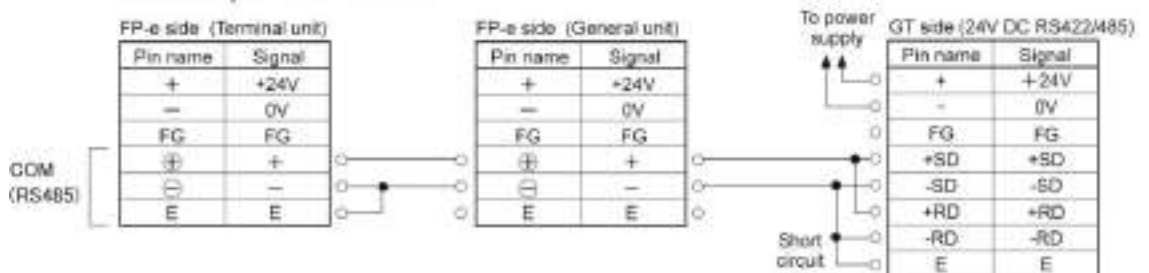 To power supply
FP-e side (Terminal unit)
Pin name Signal
+ +24V
− 0V
FG FG
⊕ +
⊖ −
E E
COM
(RS485)
FP-e side (General unit)
Pin name Signal
+ +24V
− 0V
FG FG
⊕ +
⊖ −
E E
GT side (24V DC RS422/485)
Pin name Signal
+ +24V
- 0V
FG FG
+SD +SD
-SD -SD
+RD +RD
-RD -RD
E E
Short
circuit